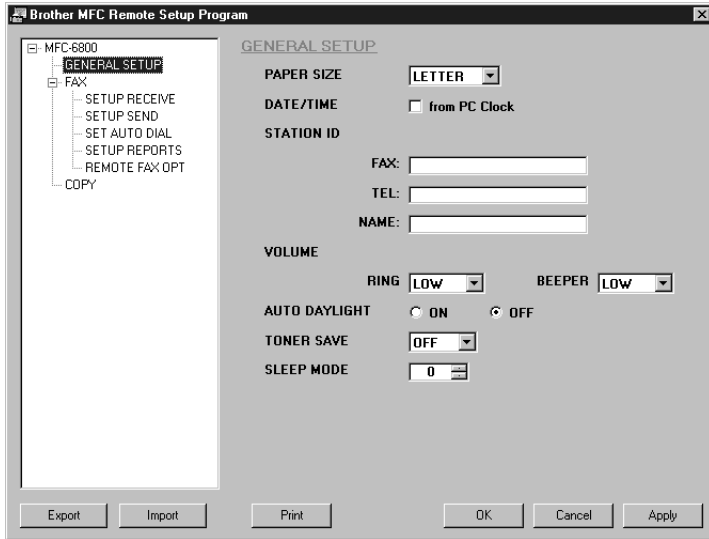 Brother MFC Remote Setup Program
MFC-6800
GENERAL SETUP
FAX
SETUP RECEIVE
SETUP SEND
SET AUTO DIAL
SETUP REPORTS
REMOTE FAX OPT
COPY
GENERAL SETUP
PAPER SIZE LETTER
DATE/TIME from PC Clock
STATION ID
FAX:
TEL:
NAME:
VOLUME
RING LOW BEEPER LOW
AUTO DAYLIGHT ON OFF
TONER SAVE OFF
SLEEP MODE 0
Export Import Print OK Cancel Apply